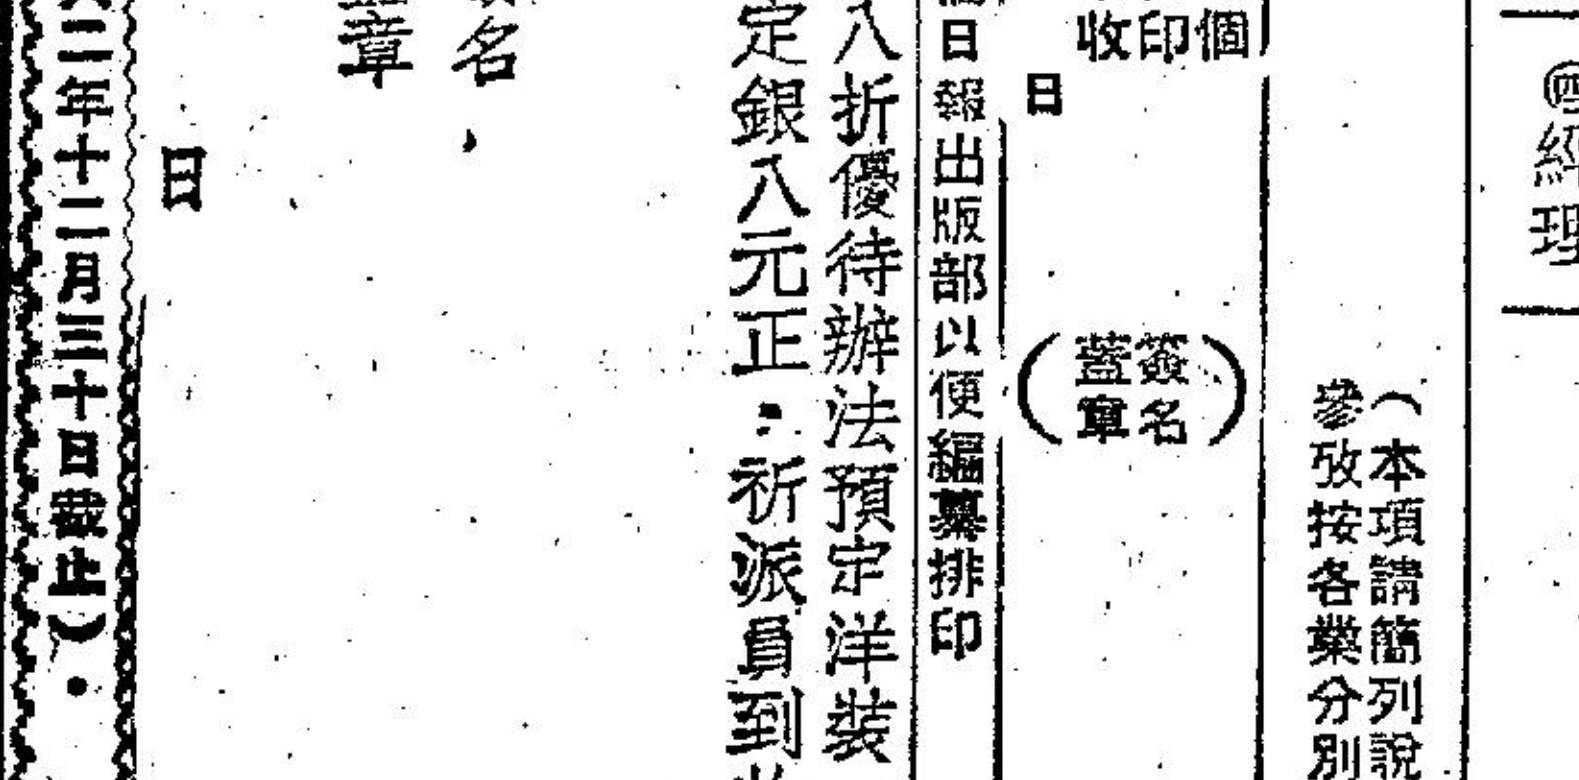 經理
（本項請簡列說
參攷按各業分別
個
印
收
簽名
蓋章
日
日報出版部以便編纂排印
八折優待辦法預定洋裝
定銀八元正：祈派員到
名
章
日
二年十二月三十日截止）．